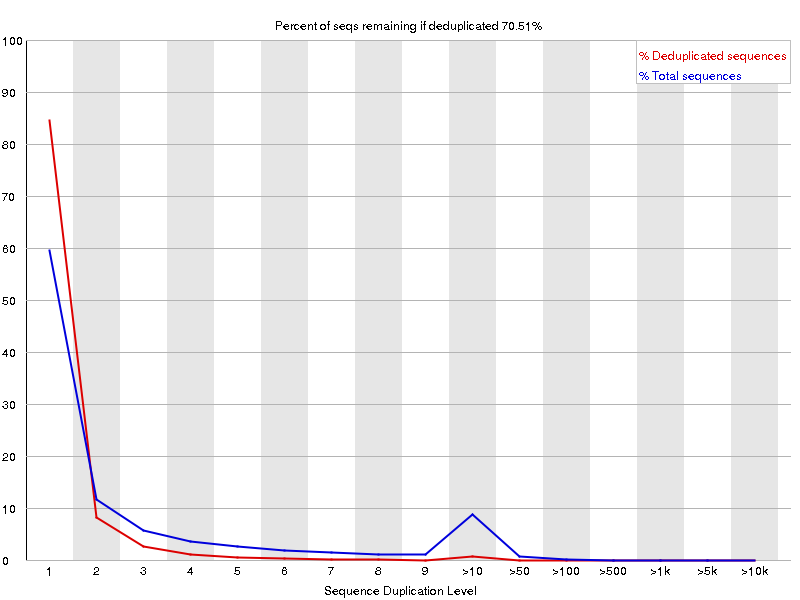 Percent of seqs remaining if deduplicated 70.51%
100
% Deduplicated sequences
% Total sequences
90
80
70
60
50
40
30
20
10
0
1 2 3 4 5 6 7 8 9 >10 >50 >100 >500 >1k >5k >10k
Sequence Duplication Level